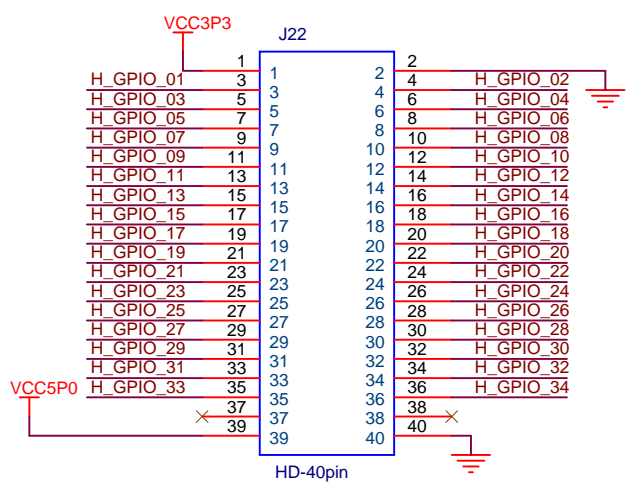 VCC3P3
J22
1 1 2 2
H_GPIO_01 3 3 4 4 H_GPIO_02
H_GPIO_03 5 5 6 6 H_GPIO_04
H_GPIO_05 7 7 8 8 H_GPIO_06
H_GPIO_07 9 9 10 10 H_GPIO_08
H_GPIO_09 11 11 12 12 H_GPIO_10
H_GPIO_11 13 13 14 14 H_GPIO_12
H_GPIO_13 15 15 16 16 H_GPIO_14
H_GPIO_15 17 17 18 18 H_GPIO_16
H_GPIO_17 19 19 20 20 H_GPIO_18
H_GPIO_19 21 21 22 22 H_GPIO_20
H_GPIO_21 23 23 24 24 H_GPIO_22
H_GPIO_23 25 25 26 26 H_GPIO_24
H_GPIO_25 27 27 28 28 H_GPIO_26
H_GPIO_27 29 29 30 30 H_GPIO_28
H_GPIO_29 31 31 32 32 H_GPIO_30
H_GPIO_31 33 33 34 34 H_GPIO_32
VCC5P0 H_GPIO_33 35 35 36 36 H_GPIO_34
37 37 38 38
39 39 40 40
HD-40pin